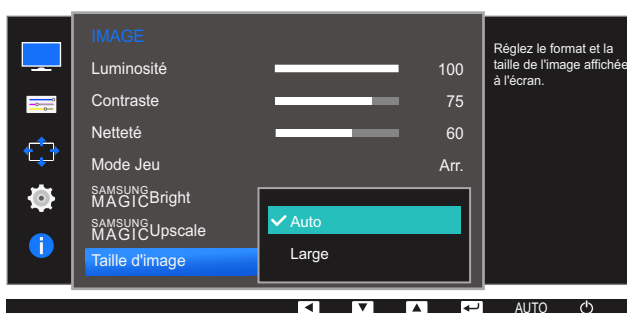 IMAGE
Luminosité 100
Contraste 75
Netteté 60
Mode Jeu Arr.
SAMSUNG MAGIC Bright
SAMSUNG MAGIC Upscale
Taille d'image
Auto
Large
Réglez le format et la
taille de l'image affichée
à l'écran.
AUTO